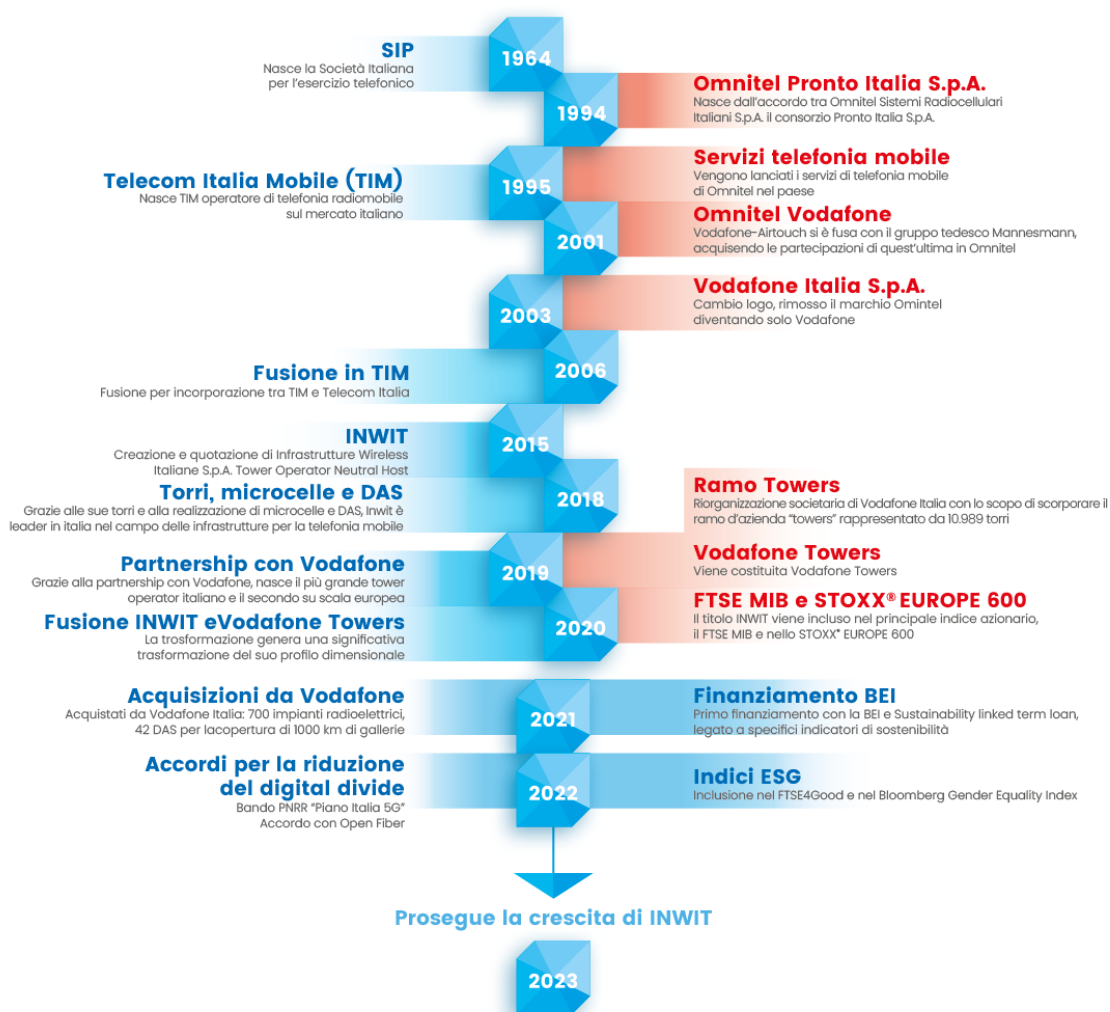 SIP
Nasce la Società Italiana
per l'esercizio telefonico
1964
1994
Omnitel Pronto Italia S.p.A.
Nasce dall'accordo tra Omnitel Sistemi Radiocellulari
Italiani S.p.A. il consorzio Pronto Italia S.p.A.
Telecom Italia Mobile (TIM)
Nasce TIM operatore di telefonia radiomobile
sul mercato italiano
1995
Servizi telefonia mobile
Vengono lanciati i servizi di telefonia mobile
di Omnitel nel paese
2001
Omnitel Vodafone
Vodafone-Airtouch si è fusa con il gruppo tedesco Mannesmann,
acquisendo le partecipazioni di quest'ultima in Omnitel
2003
Vodafone Italia S.p.A.
Cambio logo, rimosso il marchio Omintel
diventando solo Vodafone
Fusione in TIM
Fusione per incorporazione tra TIM e Telecom Italia
2006
INWIT
Creazione e quotazione di Infrastrutture Wireless
Italiane S.p.A. Tower Operator Neutral Host
2015
Torri, microcelle e DAS
Grazie alle sue torri e alla realizzazione di microcelle e DAS, Inwit è
leader in italia nel campo delle infrastrutture per la telefonia mobile
2018
Ramo Towers
Riorganizzazione societaria di Vodafone Italia con lo scopo di scorporare il
ramo d'azienda "towers" rappresentato da 10.989 torri
Partnership con Vodafone
Grazie alla partnership con Vodafone, nasce il più grande tower
operator italiano e il secondo su scala europea
2019
Vodafone Towers
Viene costituita Vodafone Towers
Fusione INWIT eVodafone Towers
La trosformazione genera una significativa
trasformazione del suo profilo dimensionale
2020
FTSE MIB e STOXX® EUROPE 600
Il titolo INWIT viene incluso nel principale indice azionario,
il FTSE MIB e nello STOXX® EUROPE 600
Acquisizioni da Vodafone
Acquistati da Vodafone Italia: 700 impianti radioelettrici,
42 DAS per lacopertura di 1000 km di gallerie
2021
Finanziamento BEI
Primo finanziamento con la BEI e Sustainability linked term loan,
legato a specifici indicatori di sostenibilità
Accordi per la riduzione
del digital divide
Bando PNRR "Piano Italia 5G"
Accordo con Open Fiber
2022
Indici ESG
Inclusione nel FTSE4Good e nel Bloomberg Gender Equality Index
Prosegue la crescita di INWIT
2023